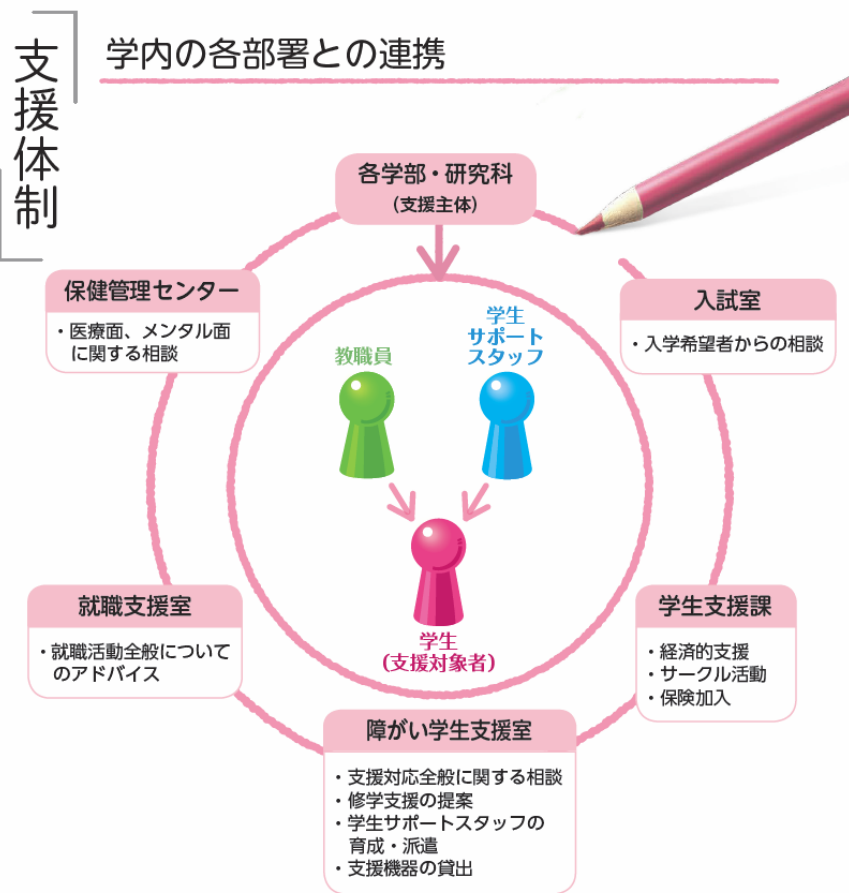 支援体制
学内の各部署との連携
各学部・研究科
(支援主体)
保健管理センター
・医療面、メンタル面
に関する相談
入試室
・入学希望者からの相談
教職員
学生
サポート
スタッフ
学生
(支援対象者)
就職支援室
・就職活動全般について
のアドバイス
学生支援課
・経済的支援
・サークル活動
・保険加入
障がい学生支援室
・支援対応全般に関する相談
・修学支援の提案
・学生サポートスタッフの
育成・派遣
・支援機器の貸出